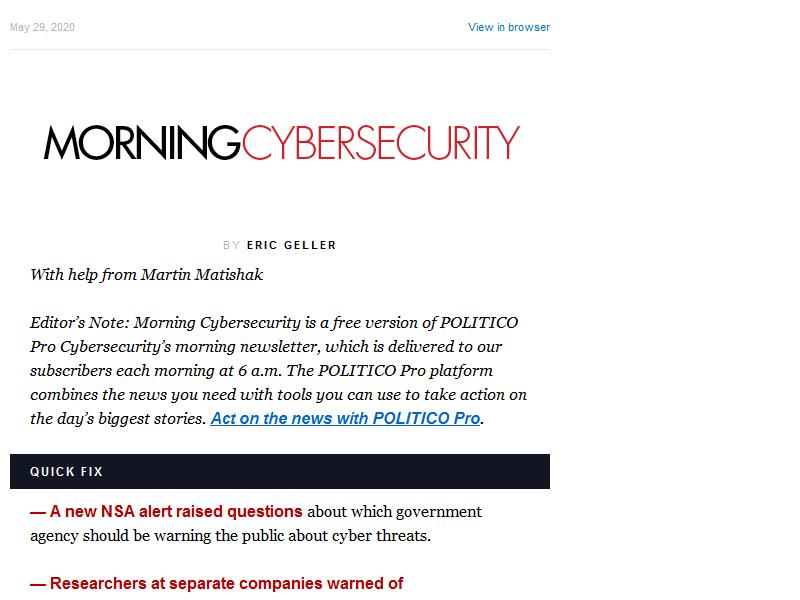 May 29, 2020 View in browser
MORNINGCYBERSECURITY
BY ERIC GELLER
With help from Martin Matishak
Editor’s Note: Morning Cybersecurity is a free version of POLITICO
Pro Cybersecurity’s morning newsletter, which is delivered to our
subscribers each morning at 6 a.m. The POLITICO Pro platform
combines the news you need with tools you can use to take action on
the day’s biggest stories. Act on the news with POLITICO Pro.
QUICK FIX
— A new NSA alert raised questions about which government
agency should be warning the public about cyber threats.
— Researchers at separate companies warned of